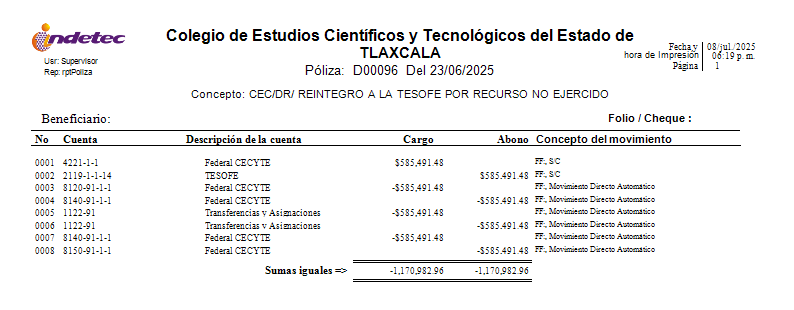 indetec
Usr: Supervisor
Rep: rptPoliza
Colegio de Estudios Científicos y Tecnológicos del Estado de
TLAXCALA
Póliza: D00096 Del 23/06/2025
Fecha y 08/jul./2025
hora de Impresión 06:19 p. m.
Página 1
Concepto: CEC/DR/ REINTEGRO A LA TESOFE POR RECURSO NO EJERCIDO
Beneficiario: Folio / Cheque :
No Cuenta Descripción de la cuenta Cargo Abono Concepto del movimiento
0001 4221-1-1 Federal CECYTE $585,491.48 FF:, S/C
0002 2119-1-1-14 TESOFE $585,491.48 FF:, S/C
0003 8120-91-1-1 Federal CECYTE -$585,491.48 FF:, Movimiento Directo Automático
0004 8140-91-1-1 Federal CECYTE -$585,491.48 FF:, Movimiento Directo Automático
0005 1122-91 Transferencias y Asignaciones -$585,491.48 FF:, Movimiento Directo Automático
0006 1122-91 Transferencias y Asignaciones -$585,491.48 FF:, Movimiento Directo Automático
0007 8140-91-1-1 Federal CECYTE -$585,491.48 FF:, Movimiento Directo Automático
0008 8150-91-1-1 Federal CECYTE -$585,491.48 FF:, Movimiento Directo Automático
Sumas iguales => -1,170,982.96 -1,170,982.96